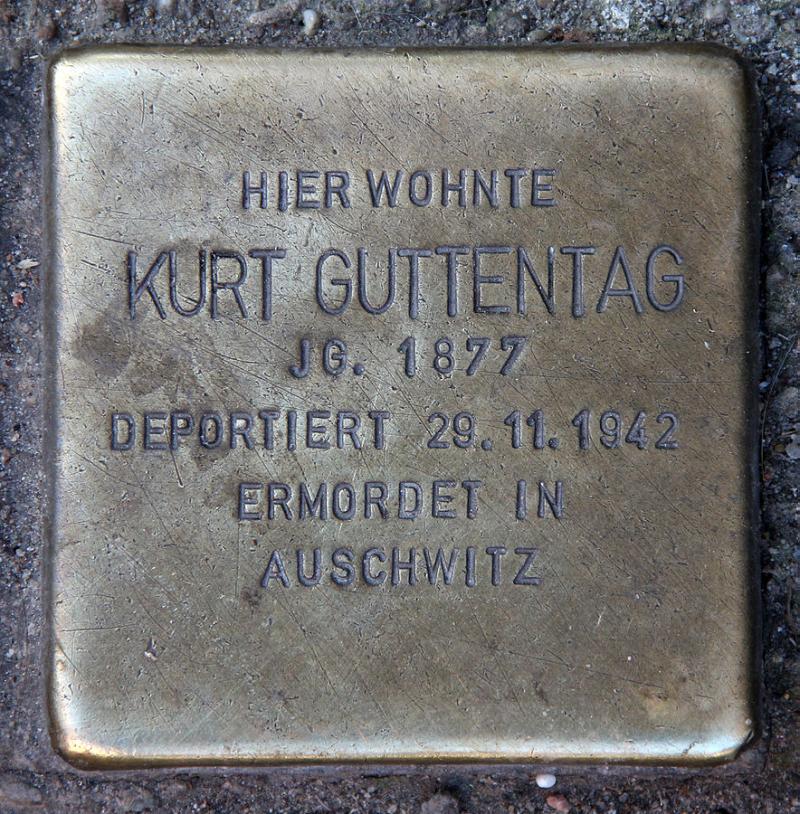 HIER WOHNTE
KURT GUTTENTAG
JG. 1877
DEPORTIERT 29.11.1942
ERMORDET IN
AUSCHWITZ